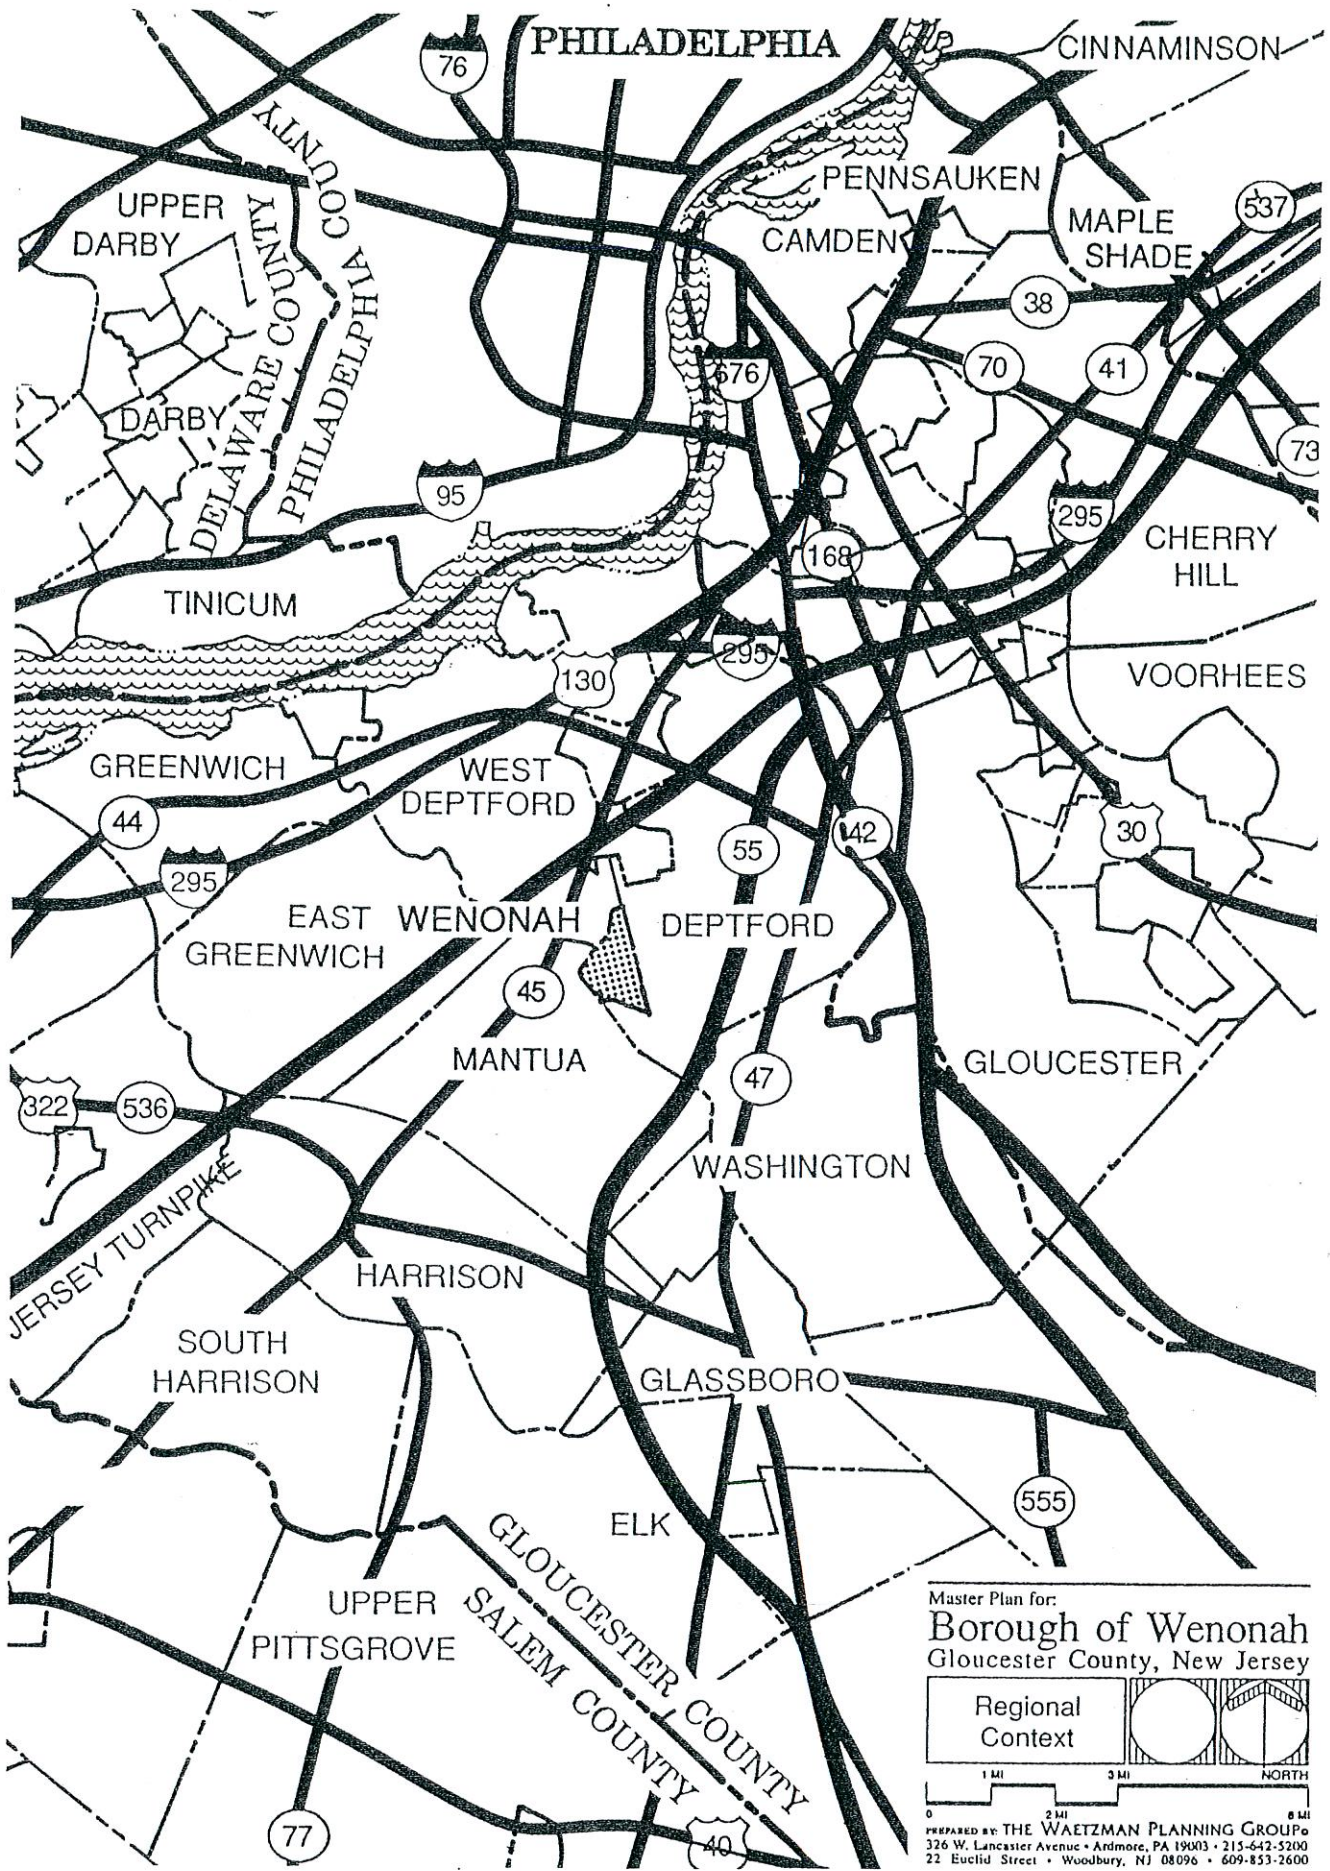 PHILADELPHIA
76
CINNAMINSON
PHILADELPHIA COUNTY
DELAWARE COUNTY
UPPER
DARBY
PENNSAUKEN
CAMDEN
MAPLE
SHADE
537
38
70
41
676
73
DARBY
95
295
168
CHERRY
HILL
TINICUM
295
130
VOORHEES
GREENWICH
WEST
DEPTFORD
44
55
42
30
295
EAST
GREENWICH
WENONAH
DEPTFORD
45
MANTUA
47
GLOUCESTER
322
536
WASHINGTON
JERSEY TURNPIKE
HARRISON
SOUTH
HARRISON
GLASSBORO
555
ELK
GLOUCESTER COUNTY
SALEM COUNTY
UPPER
PITTSGROVE
77
40
Master Plan for:
Borough of Wenonah
Gloucester County, New Jersey
Regional
Context
1 MI
3 MI
NORTH
0
2 MI
6 MI
PREPARED BY: THE WAETZMAN PLANNING GROUP
326 W. Lancaster Avenue • Ardmore, PA 19003 • 215-642-5200
22 Euclid Street • Woodbury, NJ 08096 • 609-853-2600